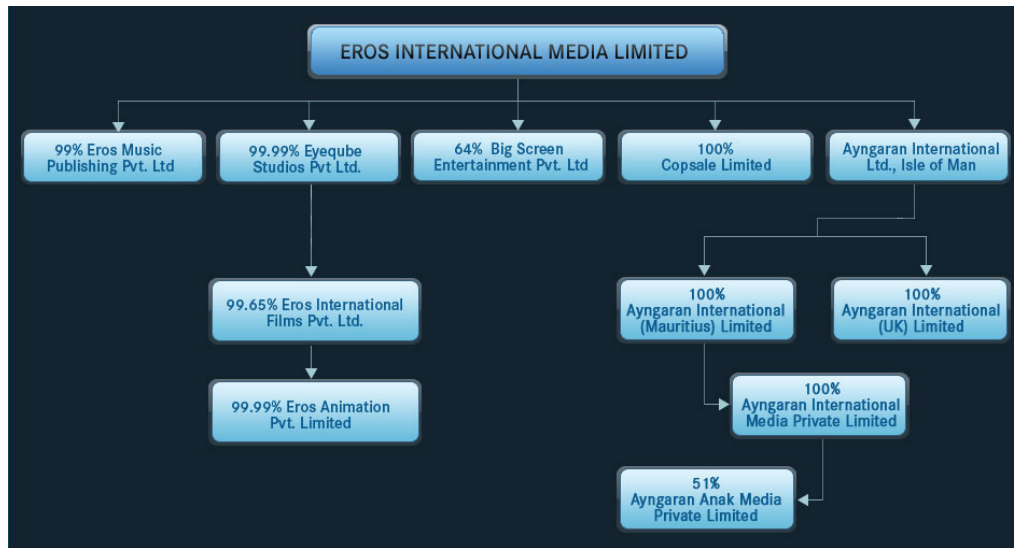 EROS INTERNATIONAL MEDIA LIMITED
99% Eros Music
Publishing Pvt. Ltd
99.99% Eyeqube
Studios Pvt Ltd.
64% Big Screen
Entertainment Pvt. Ltd
100%
Copsale Limited
Ayngaran International
Ltd., Isle of Man
99.65% Eros International
Films Pvt. Ltd.
100%
Ayngaran International
(Mauritius) Limited
100%
Ayngaran International
(UK) Limited
99.99% Eros Animation
Pvt. Limited
100%
Ayngaran International
Media Private Limited
51%
Ayngaran Anak Media
Private Limited